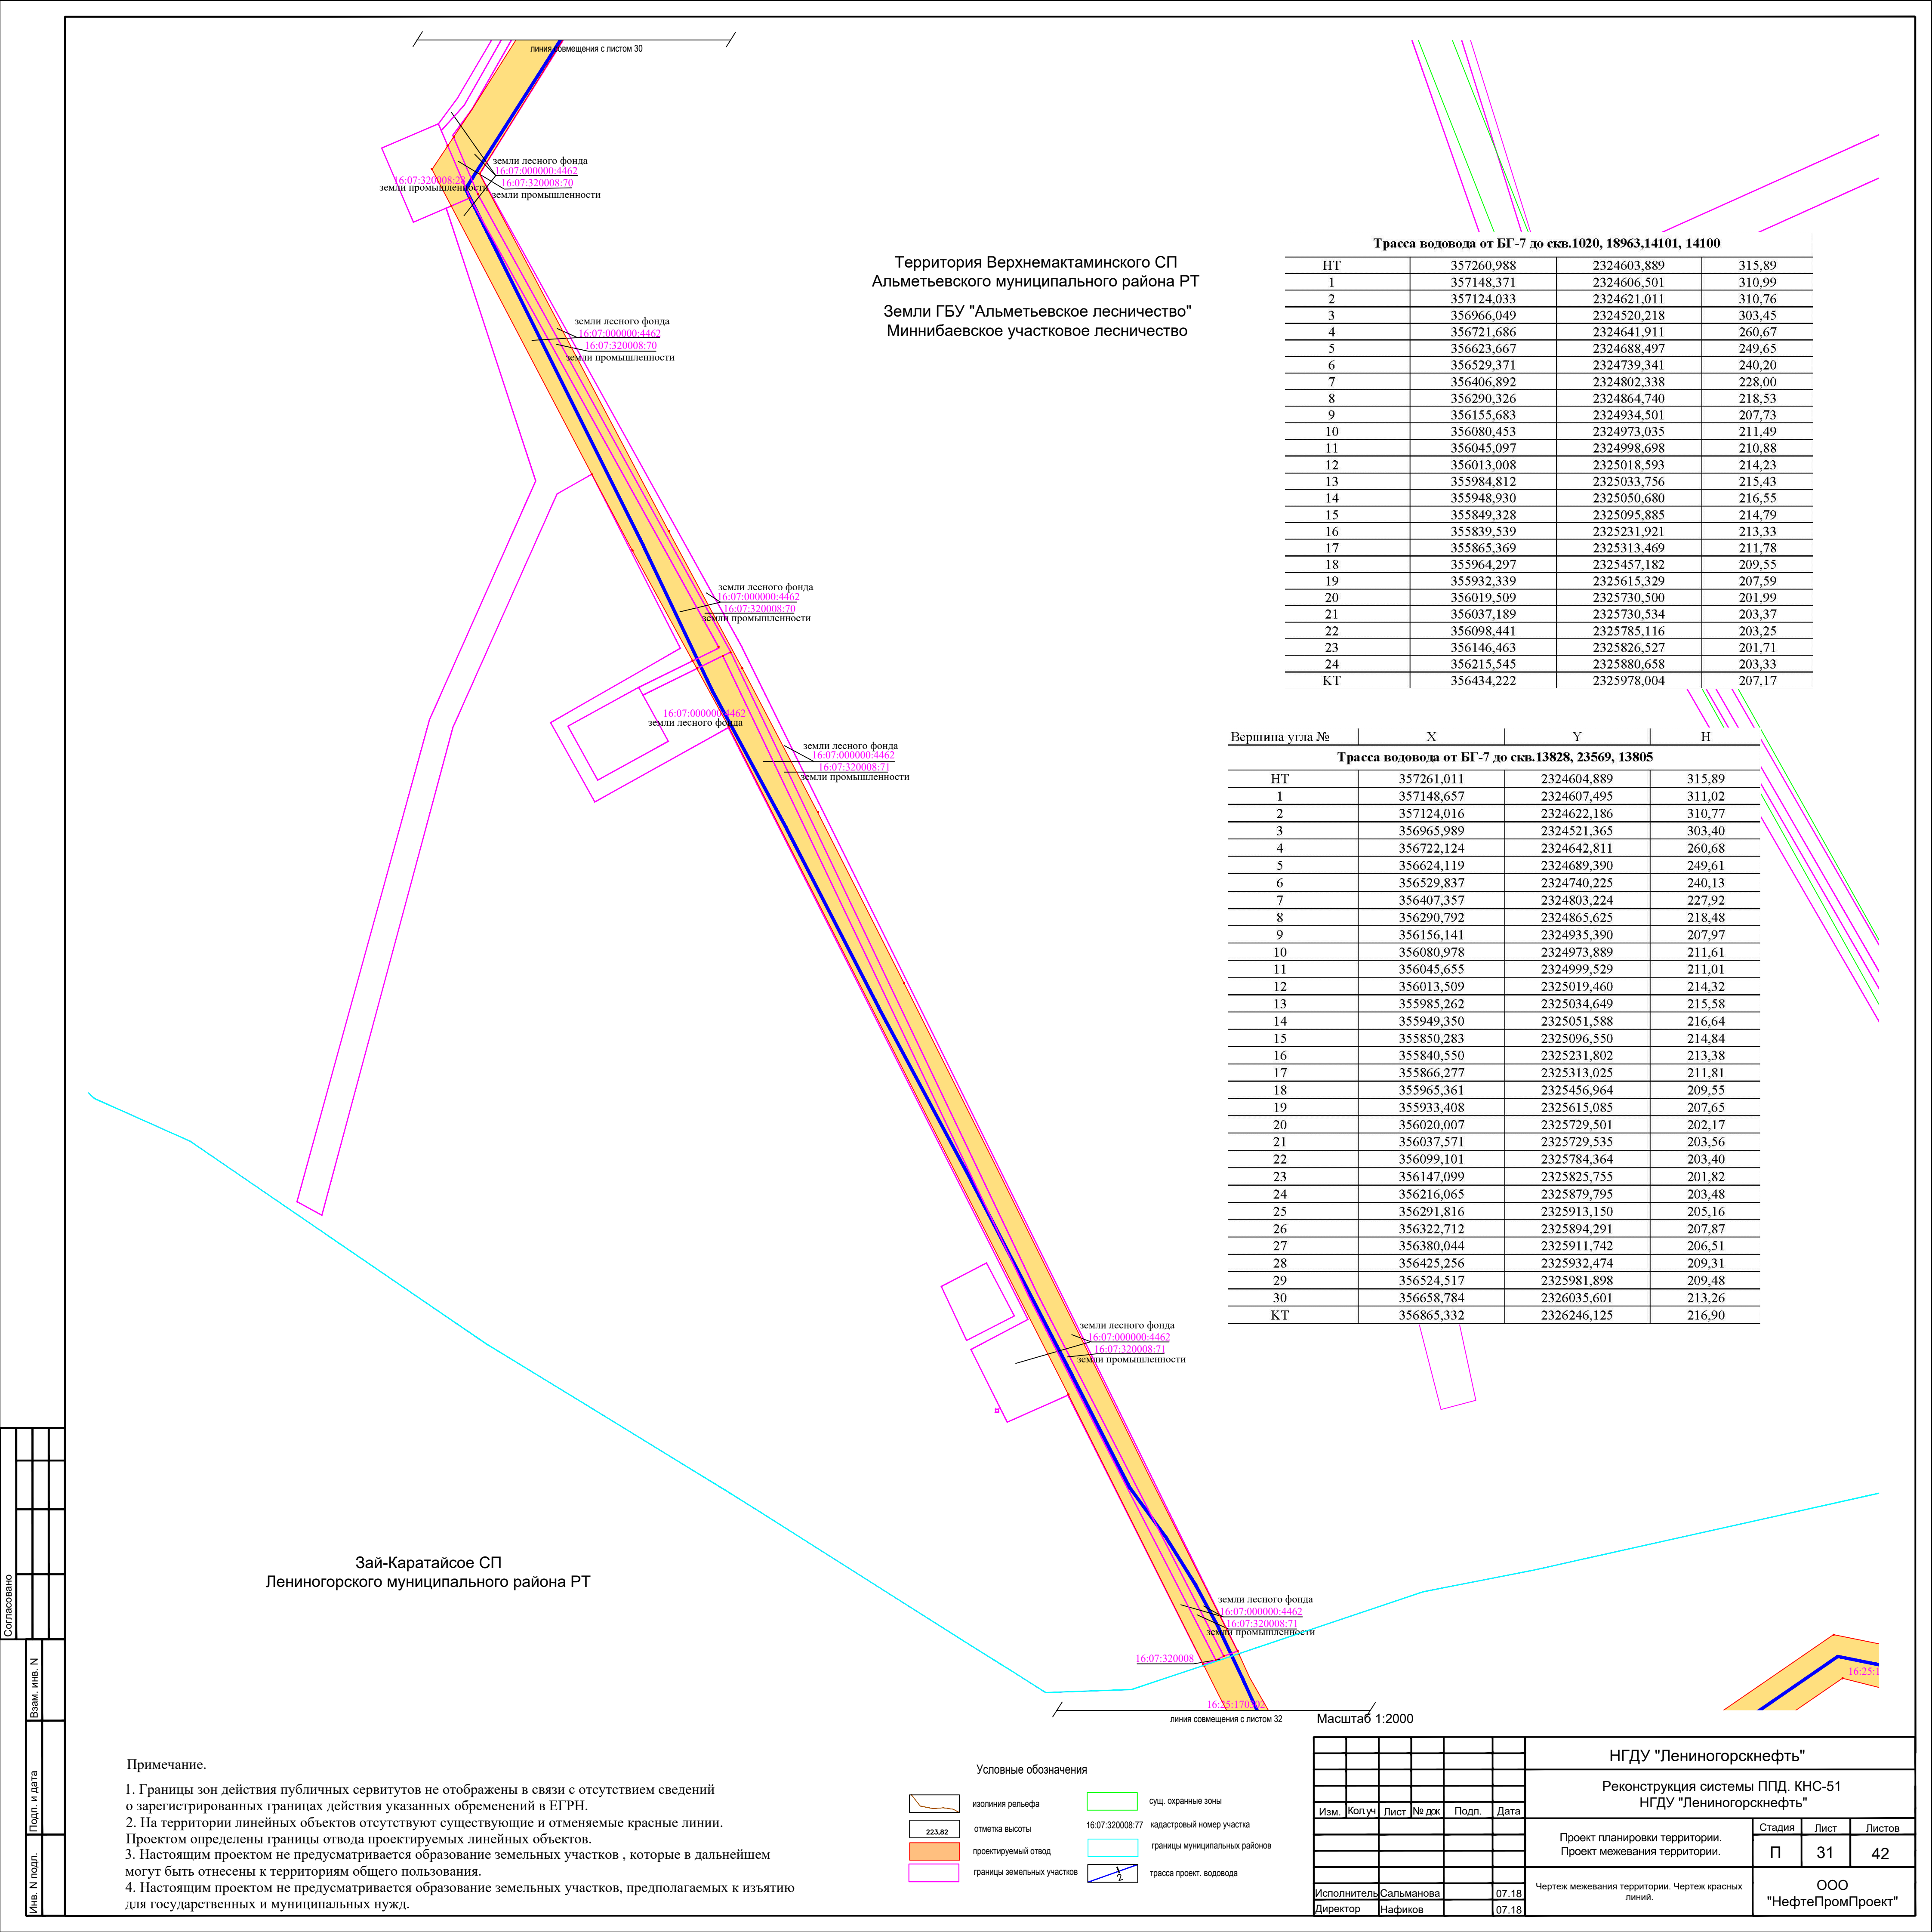 линия совмещения с листом 30
земли лесного фонда
16:07:000000:4462
16:07:320008:70
земли промышленности
земли промышленности
земли лесного фонда
16:07:000000:4462
16:07:320008:70
земли промышленности
Территория Верхнемактаминского СП
Альметьевского муниципального района РТ
Земли ГБУ "Альметьевское лесничество"
Миннибаевское участковое лесничество
Трасса водовода от БГ-7 до скв.1020, 18963,14101, 14100
НТ 357260,988 2324603,889 315,89
1 357148,371 2324606,501 310,99
2 357124,033 2324621,011 310,76
3 356966,049 2324520,218 303,45
4 356721,686 2324641,911 260,67
5 356623,667 2324688,497 249,65
6 356529,371 2324739,341 240,20
7 356406,892 2324802,338 228,00
8 356290,326 2324864,740 218,53
9 356155,683 2324934,501 207,73
10 356080,453 2324973,035 211,49
11 356045,097 2324998,698 210,88
12 356013,008 2325018,593 214,23
13 355984,812 2325033,756 215,43
14 355948,930 2325050,680 216,55
15 355849,328 2325095,885 214,79
16 355839,539 2325231,921 213,33
17 355865,369 2325313,469 211,78
18 355964,297 2325457,182 209,55
19 355932,339 2325615,329 207,59
20 356019,509 2325730,500 201,99
21 356037,189 2325730,534 203,37
22 356098,441 2325785,116 203,25
23 356146,463 2325826,527 201,71
24 356215,545 2325880,658 203,33
КТ 356434,222 2325978,004 207,17
земли лесного фонда
16:07:000000:4462
16:07:320008:70
земли промышленности
16:07:000000:4462
земли лесного фонда
земли лесного фонда
16:07:000000:4462
16:07:320008:71
земли промышленности
Вершина угла № X Y H
Трасса водовода от БГ-7 до скв.13828, 23569, 13805
НТ 357261,011 2324604,889 315,89
1 357148,657 2324607,495 311,02
2 357124,016 2324622,186 310,77
3 356965,989 2324521,365 303,40
4 356722,124 2324642,811 260,68
5 356624,119 2324689,390 249,61
6 356529,837 2324740,225 240,13
7 356407,357 2324803,224 227,92
8 356290,792 2324865,625 218,48
9 356156,141 2324935,390 207,97
10 356080,978 2324973,889 211,61
11 356045,655 2324999,529 211,01
12 356013,509 2325019,460 214,32
13 355985,262 2325034,649 215,58
14 355949,350 2325051,588 216,64
15 355850,283 2325096,550 214,84
16 355840,550 2325231,802 213,38
17 355866,277 2325313,025 211,81
18 355965,361 2325456,964 209,55
19 355933,408 2325615,085 207,65
20 356020,007 2325729,501 202,17
21 356037,571 2325729,535 203,56
22 356099,101 2325784,364 203,40
23 356147,099 2325825,755 201,82
24 356216,065 2325879,795 203,48
25 356291,816 2325913,150 205,16
26 356322,712 2325894,291 207,87
27 356380,044 2325911,742 206,51
28 356425,256 2325932,474 209,31
29 356524,517 2325981,898 209,48
30 356658,784 2326035,601 213,26
КТ 356865,332 2326246,125 216,90
земли лесного фонда
16:07:000000:4462
16:07:320008:71
земли промышленности
Зай-Каратайсое СП
Лениногорского муниципального района РТ
земли лесного фонда
16:07:000000:4462
16:07:320008:71
земли промышленности
16:07:320008
16:25:1
линия совмещения с листом 32
Масштаб 1:2000
Примечание.
1. Границы зон действия публичных сервитутов не отображены в связи с отсутствием сведений
о зарегистрированных границах действия указанных обременений в ЕГРН.
2. На территории линейных объектов отсутствуют существующие и отменяемые красные линии.
Проектом определены границы отвода проектируемых линейных объектов.
3. Настоящим проектом не предусматривается образование земельных участков , которые в дальнейшем
могут быть отнесены к территориям общего пользования.
4. Настоящим проектом не предусматривается образование земельных участков, предполагаемых к изъятию
для государственных и муниципальных нужд.
Условные обозначения
изолиния рельефа
223,82 отметка высоты
проектируемый отвод
границы земельных участков
сущ. охранные зоны
16:07:320008:77 кадастровый номер участка
границы муниципальных районов
2 трасса проект. водовода
НГДУ "Лениногорскнефть"
Реконструкция системы ППД. КНС-51
НГДУ "Лениногорскнефть"
Изм. Кол.уч Лист № док Подп. Дата
Проект планировки территории.
Проект межевания территории.
Стадия Лист Листов
П 31 42
Исполнитель Сальманова 07.18
Директор Нафиков 07.18
Чертеж межевания территории. Чертеж красных
линий.
ООО
"НефтеПромПроект"
Согласовано
Взам. инв. N
Подп. и дата
Инв. N подл.